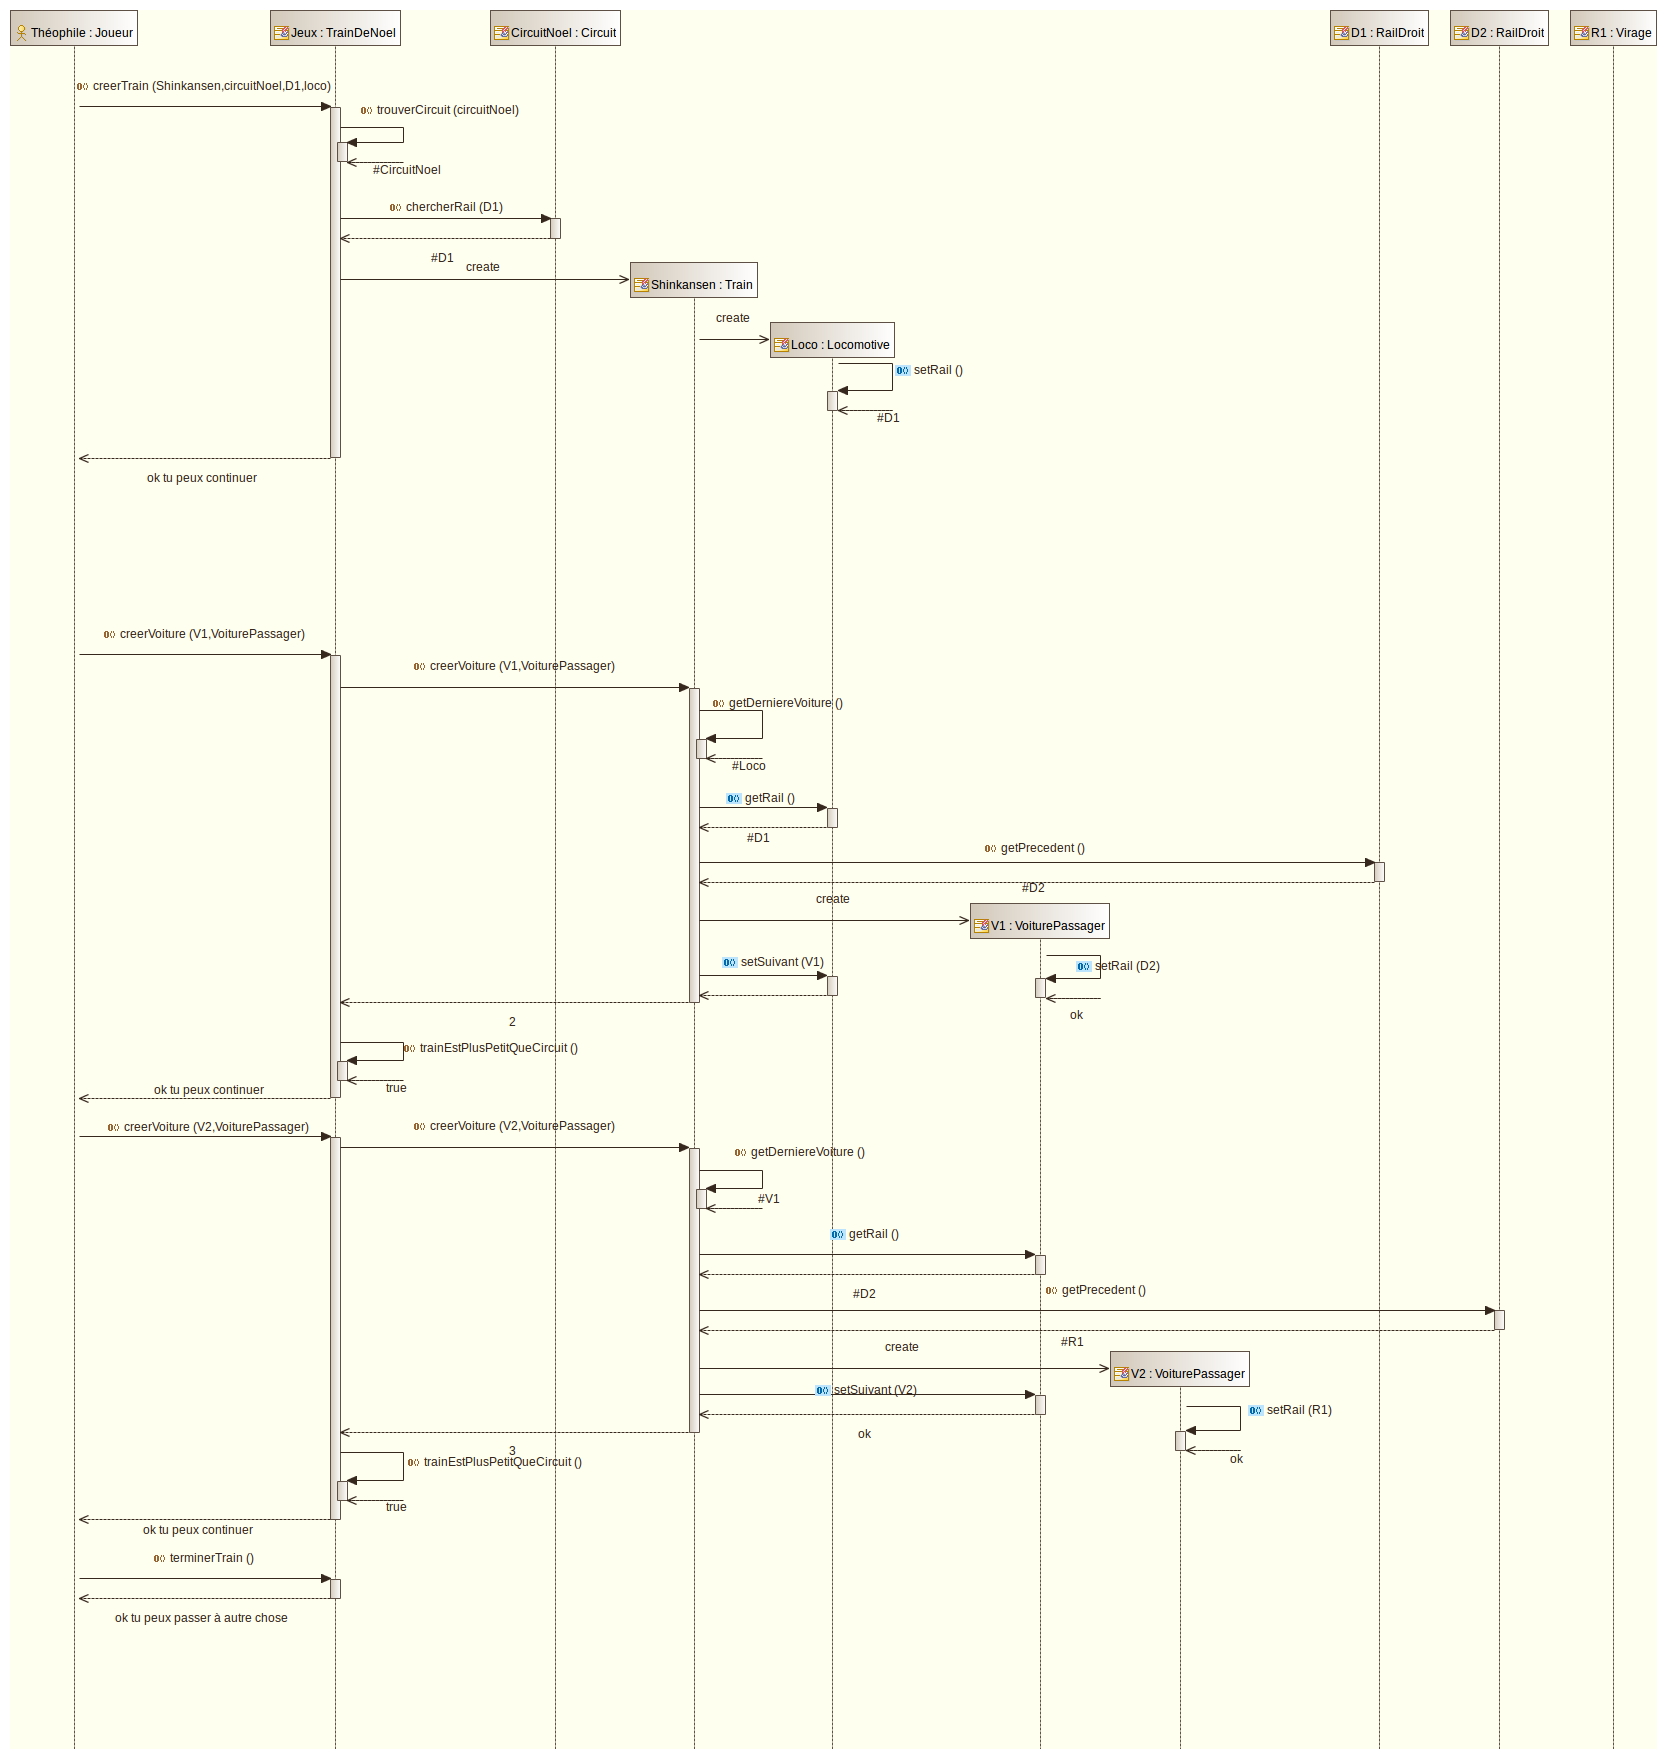 Théophile : Joueur
Jeux : TrainDeNoel
CircuitNoel : Circuit
D1 : RailDroit
D2 : RailDroit
R1 : Virage
creerTrain (Shinkansen,circuitNoel,D1,loco)
trouverCircuit (circuitNoel)
#CircuitNoel
chercherRail (D1)
#D1
create
Shinkansen : Train
create
Loco : Locomotive
setRail ()
#D1
ok tu peux continuer
creerVoiture (V1,VoiturePassager)
creerVoiture (V1,VoiturePassager)
getDerniereVoiture ()
#Loco
getRail ()
#D1
getPrecedent ()
#D2
create
V1 : VoiturePassager
setSuivant (V1)
setRail (D2)
ok
2
trainEstPlusPetitQueCircuit ()
true
ok tu peux continuer
creerVoiture (V2,VoiturePassager)
creerVoiture (V2,VoiturePassager)
getDerniereVoiture ()
#V1
getRail ()
#D2
getPrecedent ()
#R1
create
V2 : VoiturePassager
setSuivant (V2)
setRail (R1)
ok
ok
3
trainEstPlusPetitQueCircuit ()
true
ok tu peux continuer
terminerTrain ()
ok tu peux passer à autre chose